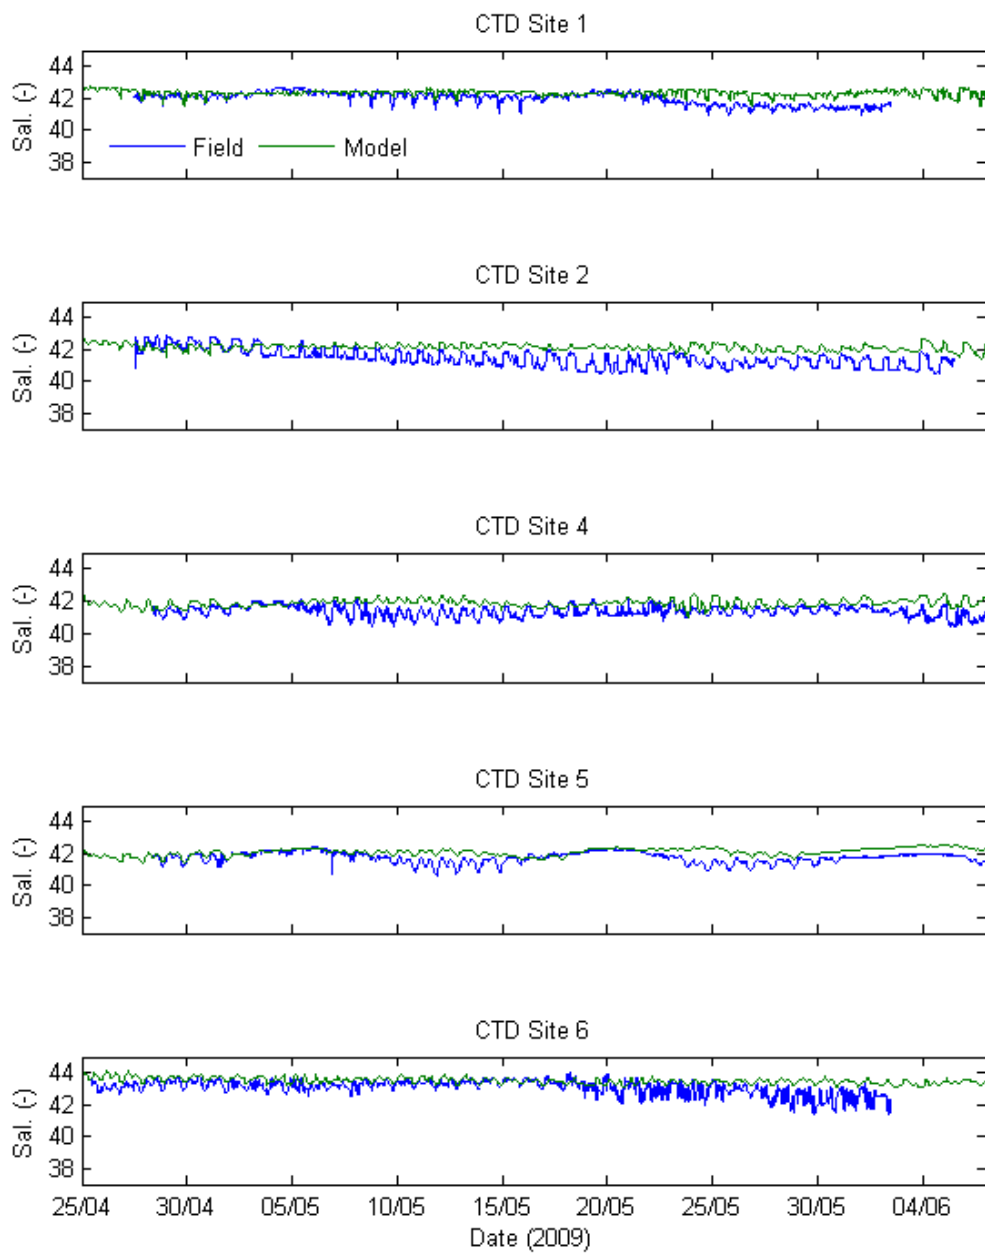 CTD Site 1
44
42
40
38
Sal. (-)
Field Model
CTD Site 2
44
42
40
38
Sal. (-)
CTD Site 4
44
42
40
38
Sal. (-)
CTD Site 5
44
42
40
38
Sal. (-)
CTD Site 6
44
42
40
38
Sal. (-)
25/04 30/04 05/05 10/05 15/05 20/05 25/05 30/05 04/06
Date (2009)